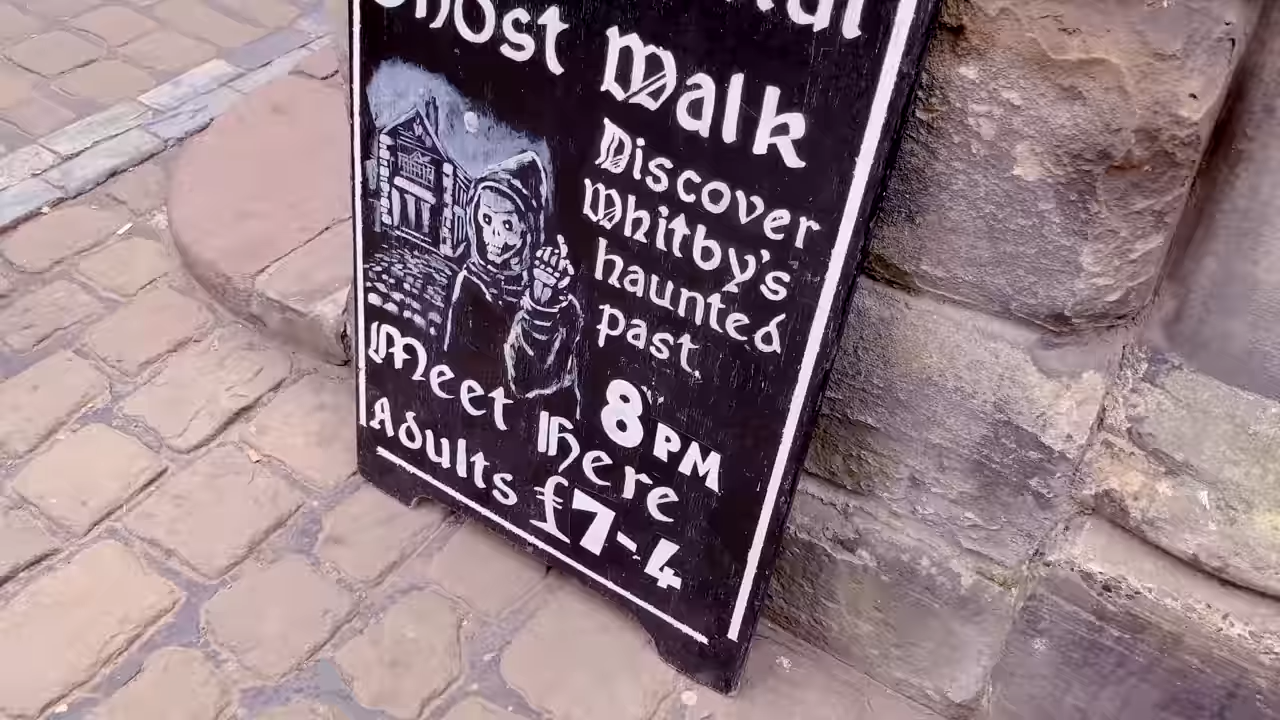 Ghost Walk
Discover
Whitby's
haunted
past
8PM
Meet Here
Adults £7-4